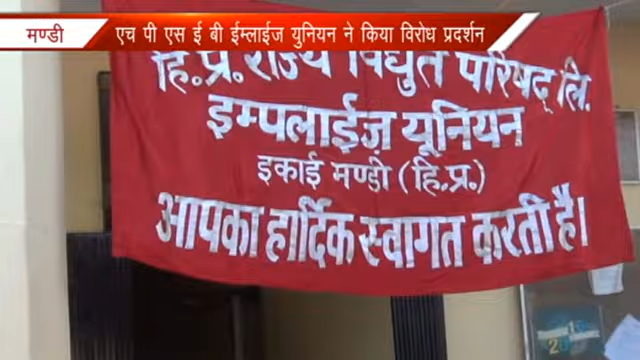 मण्डी
एच पी एस ई बी ईम्लाईज युनियन ने किया विरोध प्रदर्शन
हि.प्र.राज्य विद्युत परिषद् लि.
इम्पलाईज़ यूनियन
इकाई मण्डी (हि.प्र.)
आपका हार्दिक स्वागत करती है।